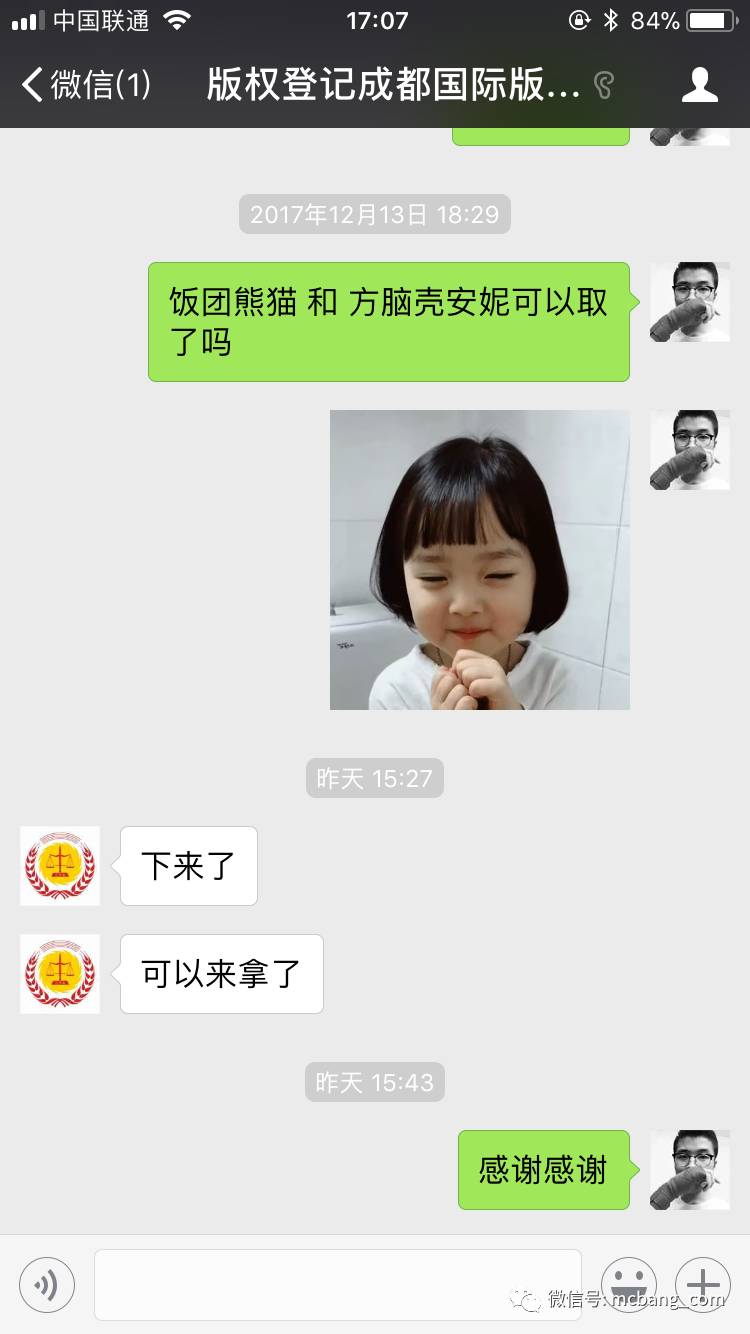 中国联通
17:07
84%
微信(1)
版权登记成都国际版...
2017年12月13日 18:29
饭团熊猫 和 方脑壳安妮可以取
了吗
昨天 15:27
下来了
可以来拿了
昨天 15:43
感谢感谢
微信号: mcbang_com